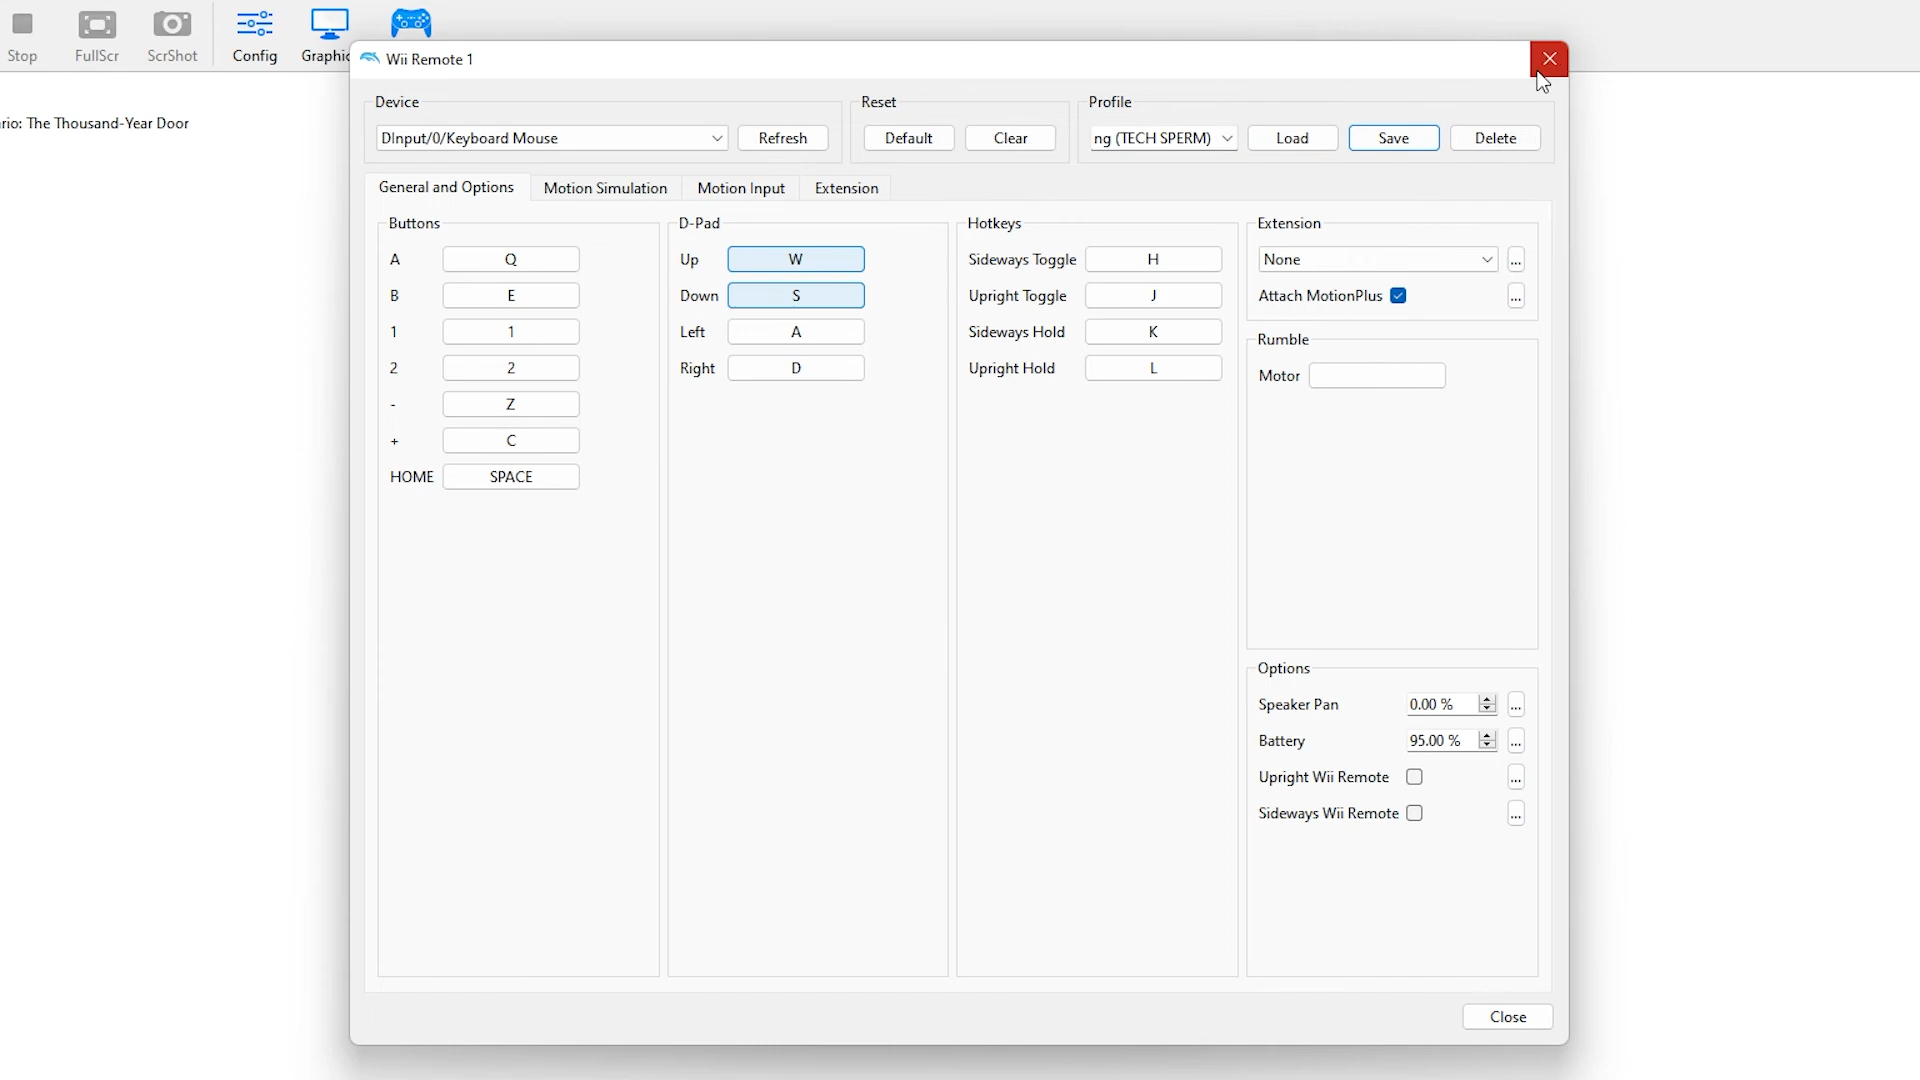 Stop
FullScr
ScrShot
Config
Graphic
Wii Remote 1
rio: The Thousand-Year Door
Device
DInput/0/Keyboard Mouse
Refresh
Reset
Default
Clear
Profile
ng (TECH SPERM)
Load
Save
Delete
General and Options
Motion Simulation
Motion Input
Extension
Buttons
A Q
B E
1 1
2 2
- Z
+ C
HOME SPACE
D-Pad
Up W
Down S
Left A
Right D
Hotkeys
Sideways Toggle H
Upright Toggle J
Sideways Hold K
Upright Hold L
Extension
None ...
Attach MotionPlus ...
Rumble
Motor
Options
Speaker Pan 0.00 % ...
Battery 95.00 % ...
Upright Wii Remote ...
Sideways Wii Remote ...
Close